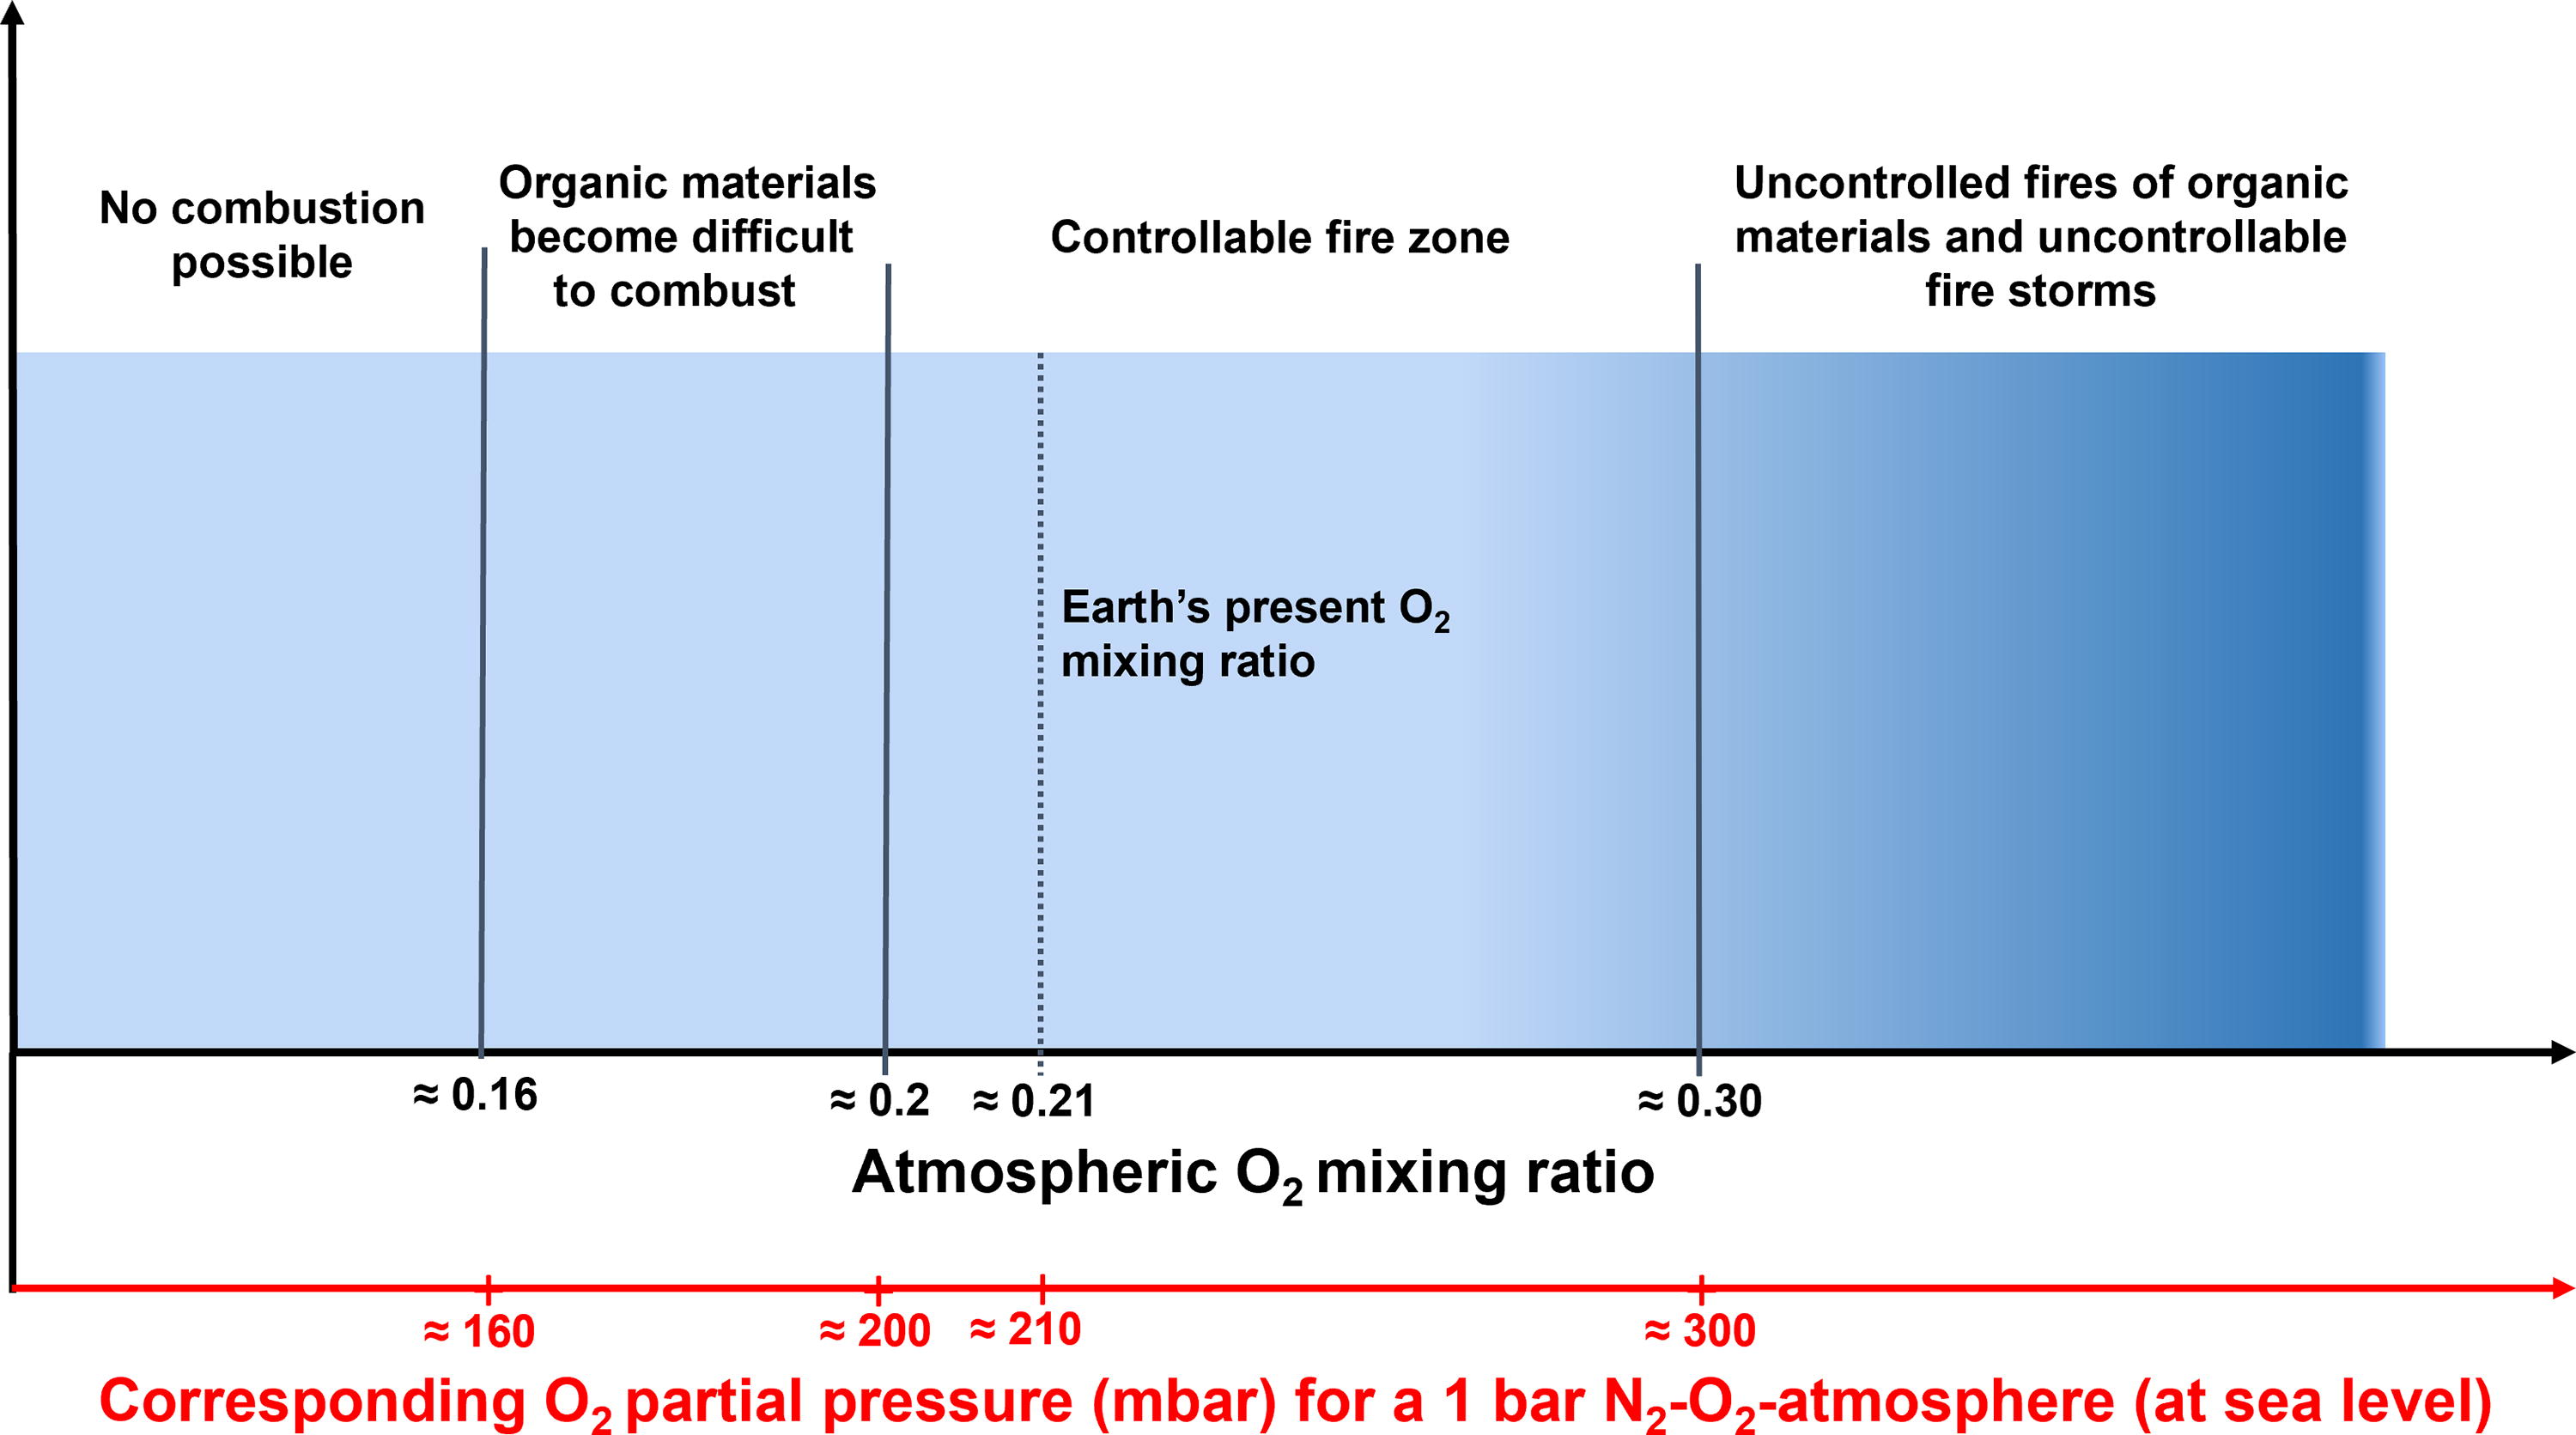 No combustion
possible
Organic materials
become difficult
to combust
Controllable fire zone
Uncontrolled fires of organic
materials and uncontrollable
fire storms
Earth’s present O₂
mixing ratio
≈ 0.16
≈ 0.2
≈ 0.21
≈ 0.30
Atmospheric O₂ mixing ratio
≈ 160
≈ 200
≈ 210
≈ 300
Corresponding O₂ partial pressure (mbar) for a 1 bar N₂-O₂-atmosphere (at sea level)